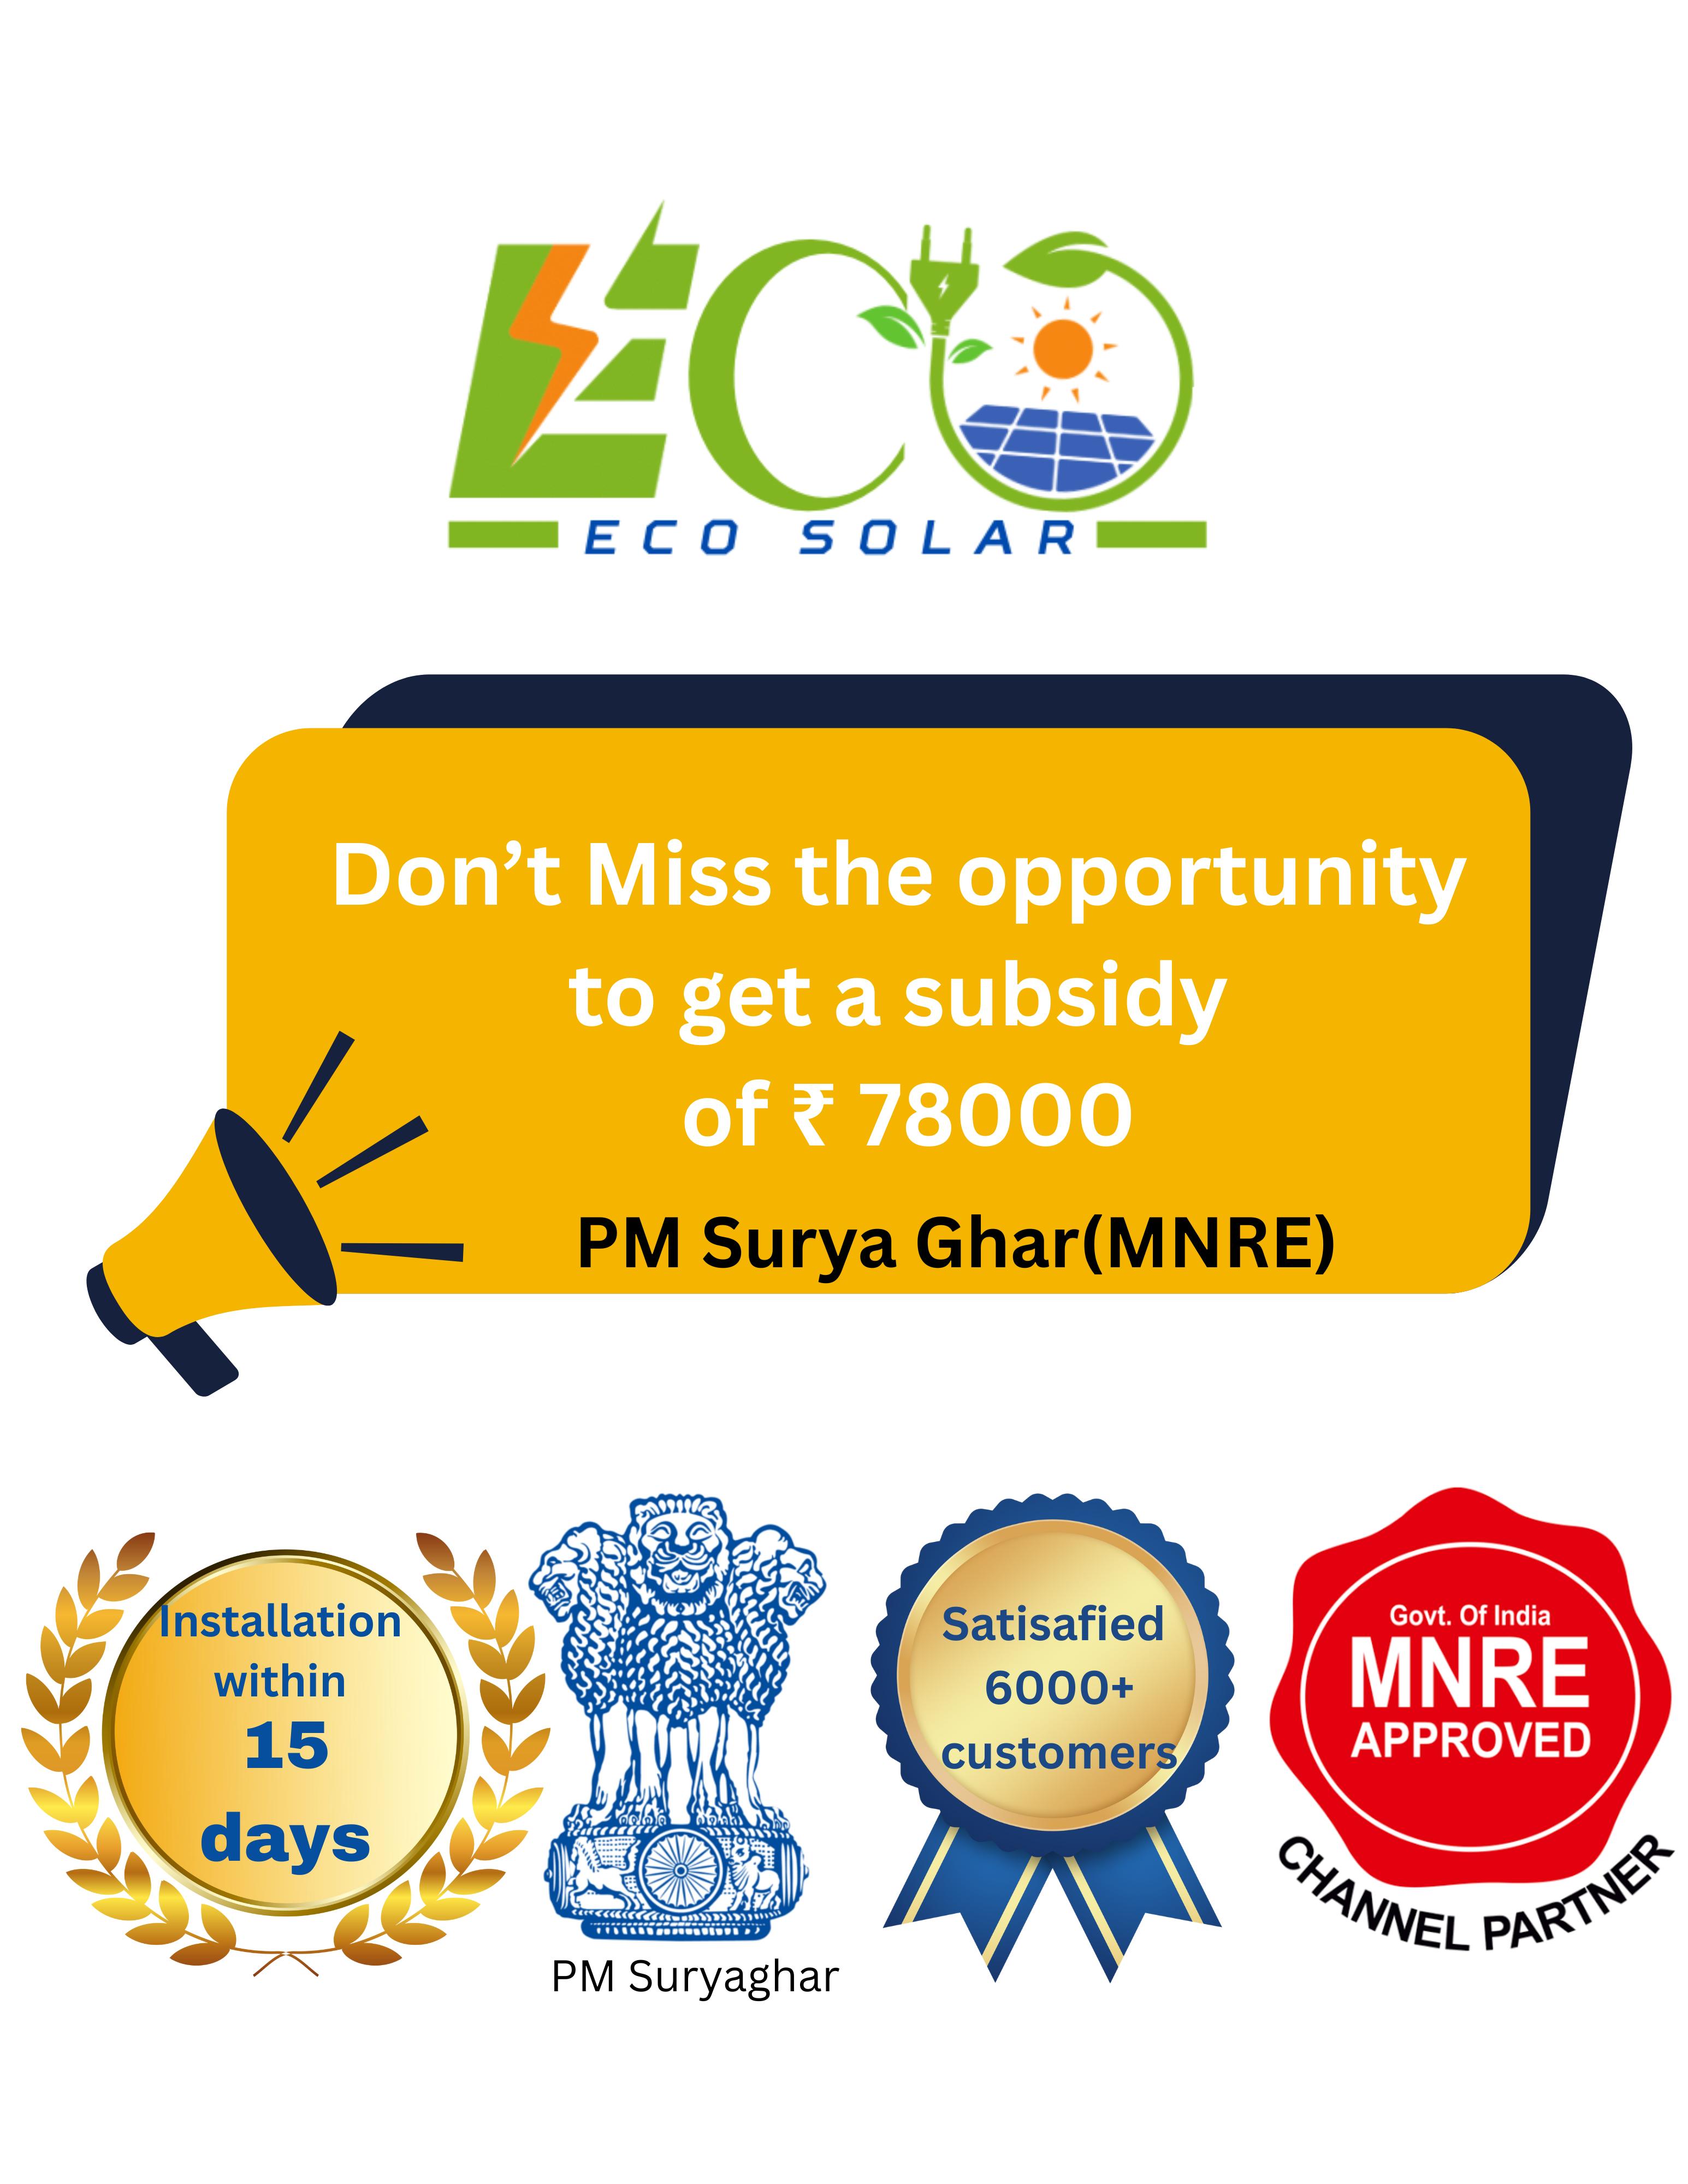 ECO
ECO SOLAR
Don’t Miss the opportunity
to get a subsidy
of ₹ 78000
PM Surya Ghar(MNRE)
Installation
within
15
days
PM Suryaghar
Satisafied
6000+
customers
Govt. Of India
MNRE
APPROVED
CHANNEL PARTNER